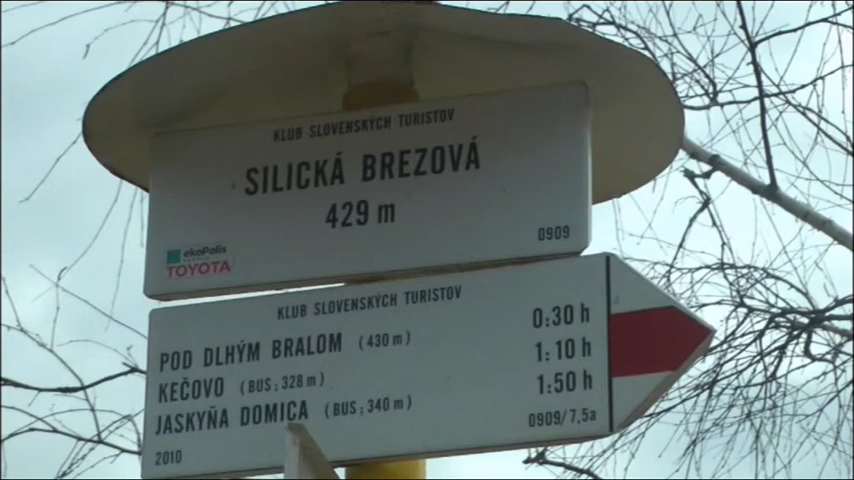 KLUB SLOVENSKÝCH TURISTOV
SILICKÁ BREZOVÁ
429 m
0909
ekoPolis
TOYOTA
KLUB SLOVENSKÝCH TURISTOV
POD DLHÝM BRALOM (430 m) 0:30 h
KEČOVO (BUS; 328 m) 1:10 h
JASKYŇA DOMICA (BUS; 340 m) 1:50 h
2010 0909/7,5a